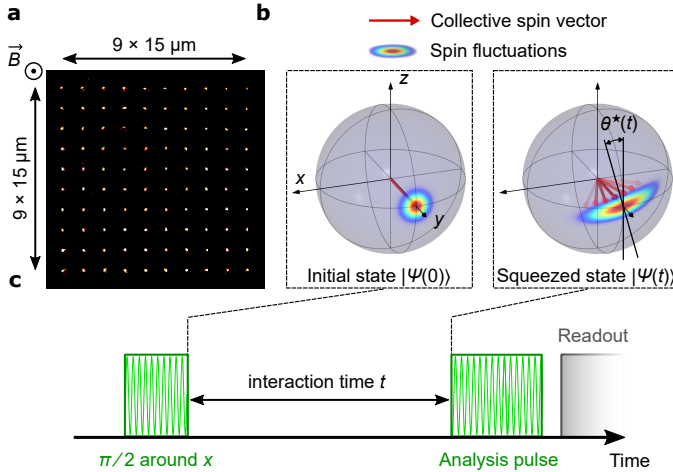 a
9 × 15 μm
B
9 × 15 μm
b
Collective spin vector
Spin fluctuations
z
x
y
Initial state |Ψ(0)⟩
θ*(t)
Squeezed state |Ψ(t)⟩
c
Readout
interaction time t
π/2 around x
Analysis pulse
Time